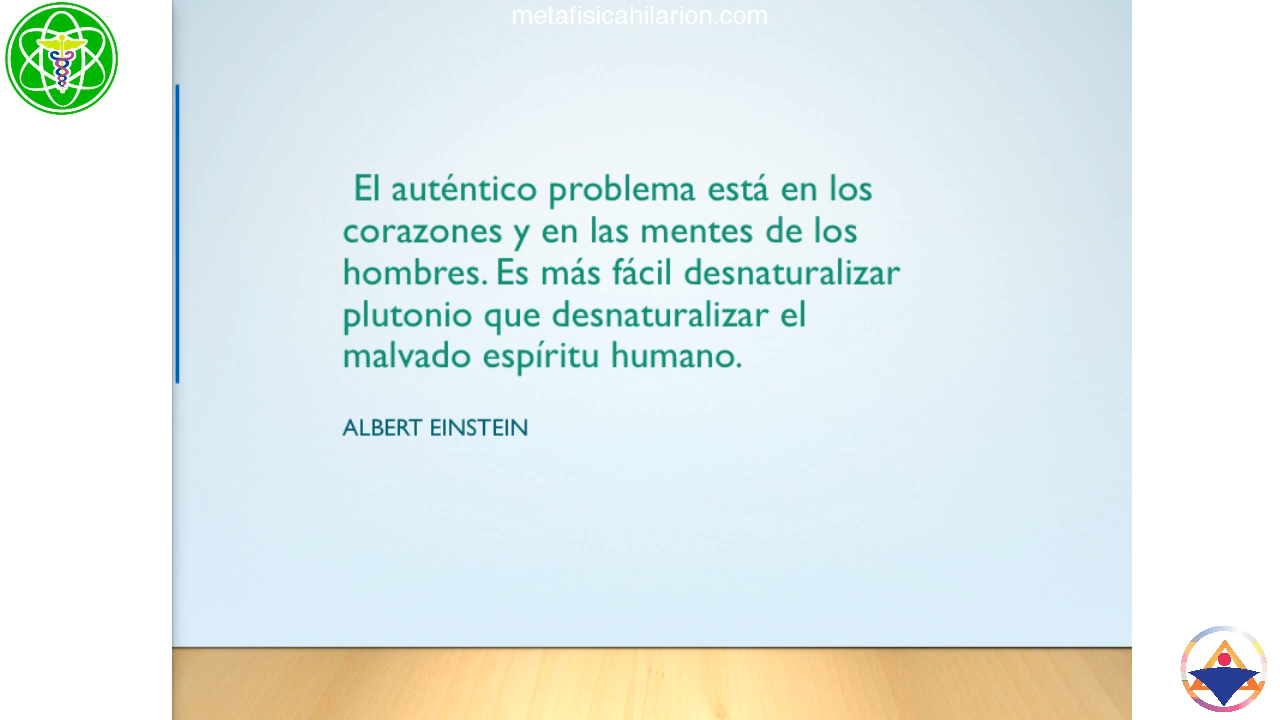 metafisicahilarion.com
El auténtico problema está en los
corazones y en las mentes de los
hombres. Es más fácil desnaturalizar
plutonio que desnaturalizar el
malvado espíritu humano.
ALBERT EINSTEIN